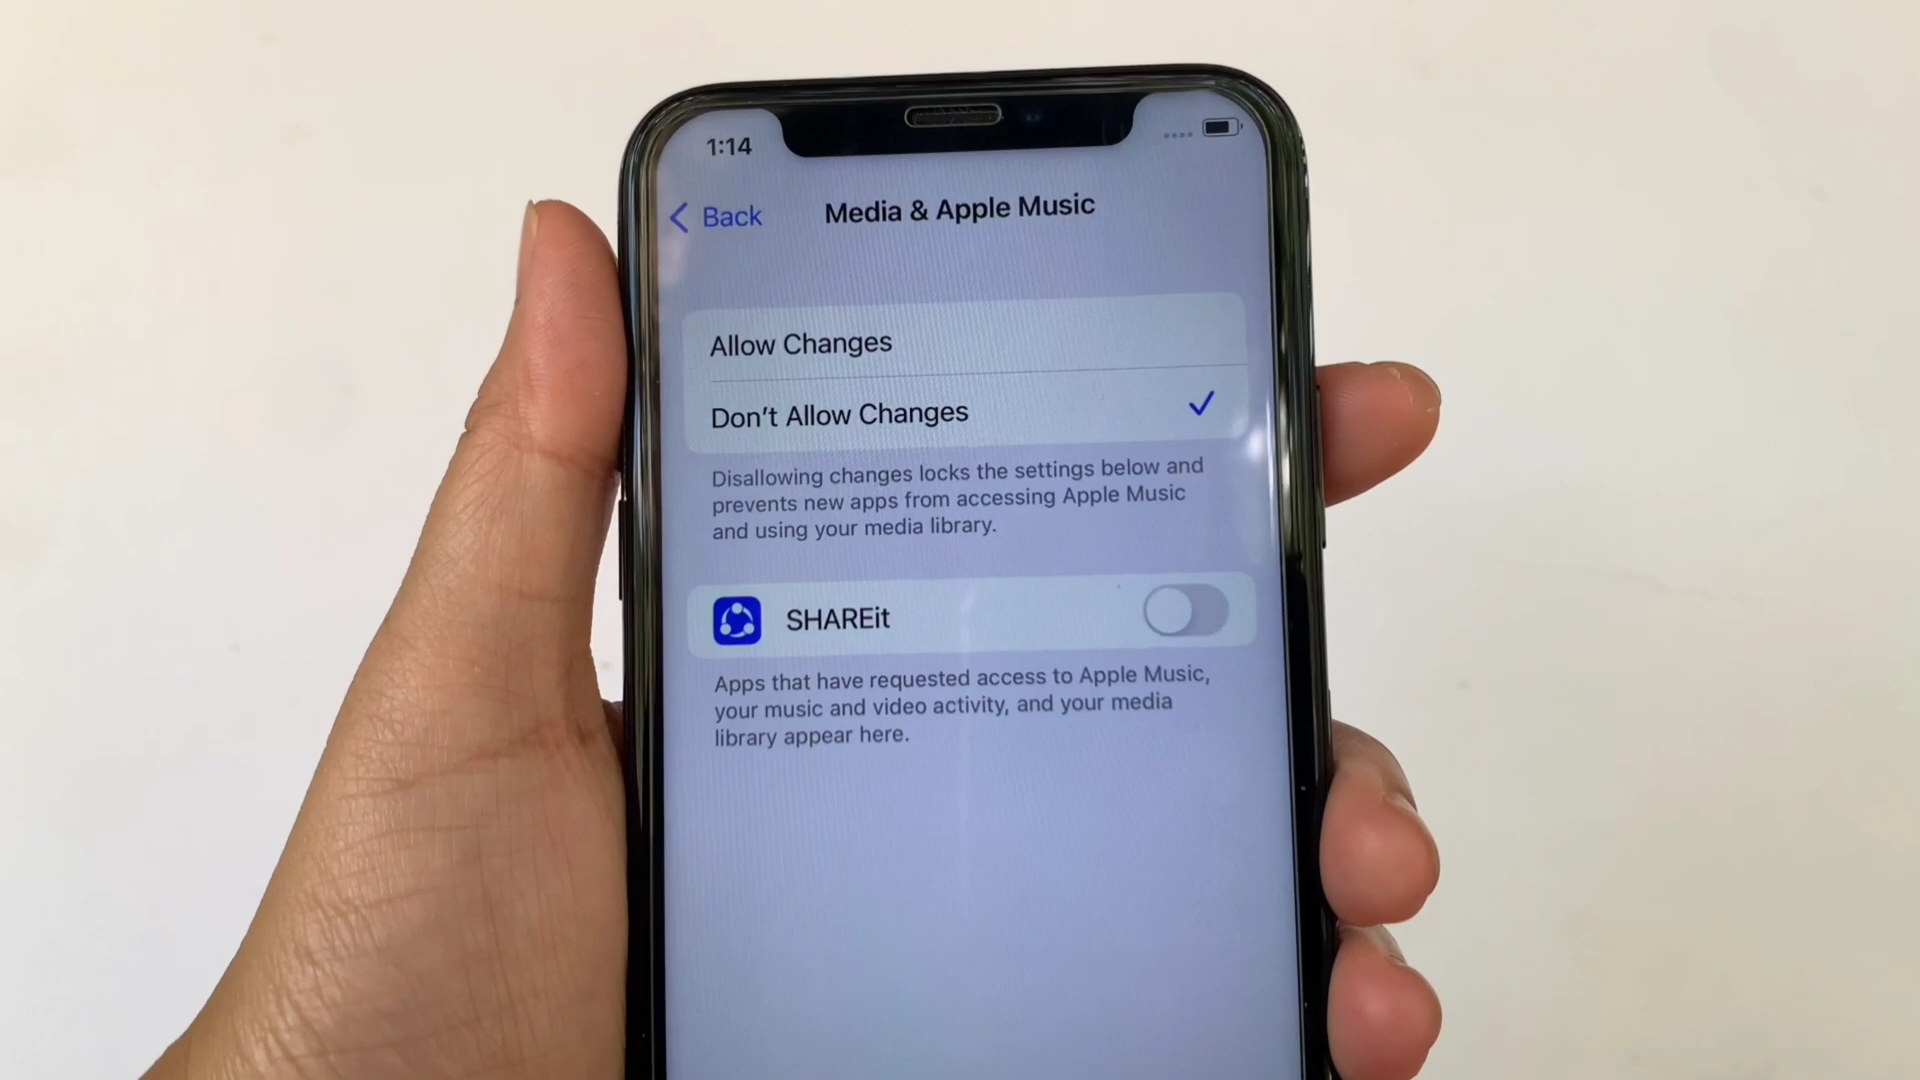 1:14
Back
Media & Apple Music
Allow Changes
Don’t Allow Changes
Disallowing changes locks the settings below and
prevents new apps from accessing Apple Music
and using your media library.
SHAREit
Apps that have requested access to Apple Music,
your music and video activity, and your media
library appear here.